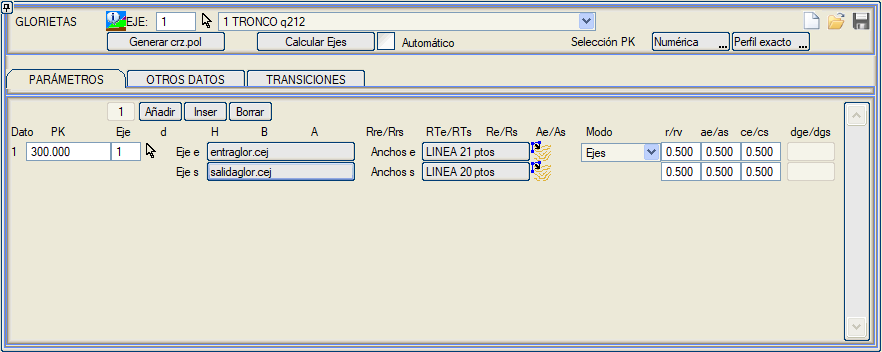 GLORIETAS EJE: 1 1 TRONCO q212
Generar crz.pol Calcular Ejes Automático Selección PK Numérica ... Perfil exacto ...
PARÁMETROS OTROS DATOS TRANSICIONES
1 Añadir Inser Borrar
Dato PK Eje d H B A Rre/Rrs RTe/RTs Re/Rs Ae/As Modo r/rv ae/as ce/cs dge/dgs
1 300.000 1 Eje e entraglor.cej Anchos e LINEA 21 ptos Ejes 0.500 0.500 0.500
Eje s salidaglor.cej Anchos s LINEA 20 ptos 0.500 0.500 0.500